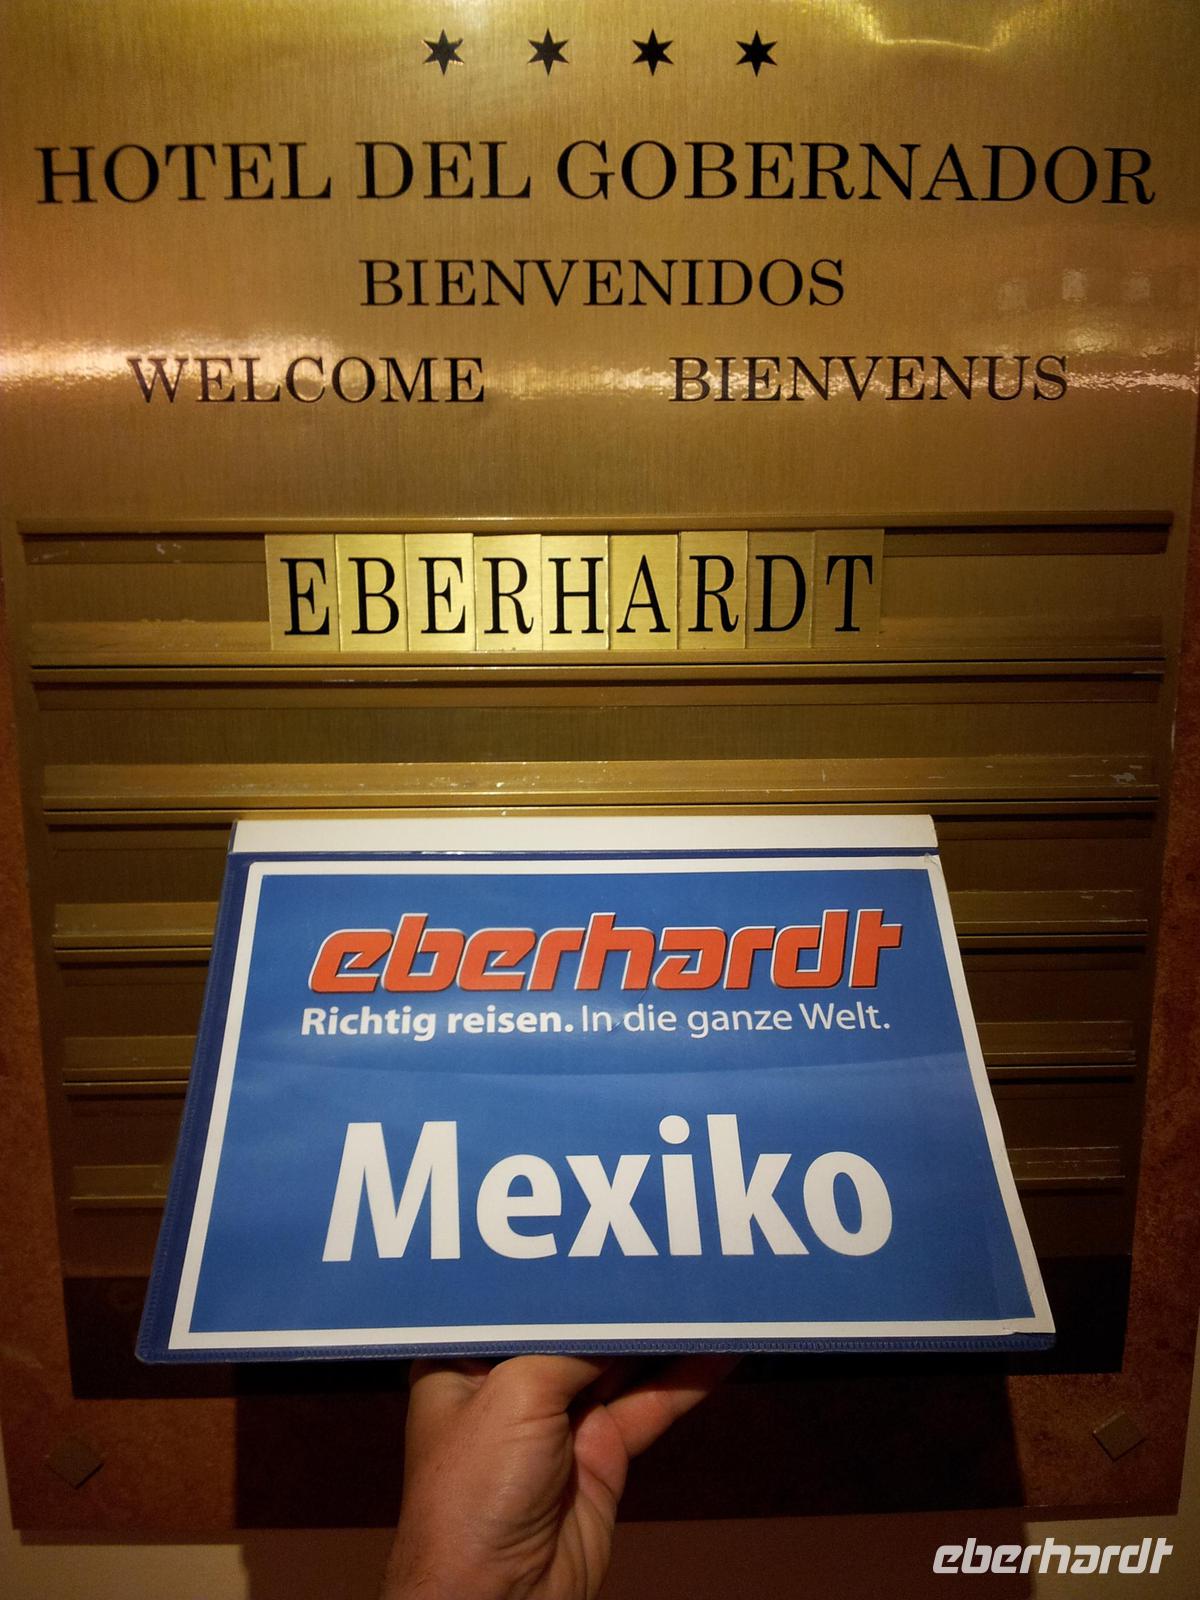 HOTEL DEL GOBERNADOR
BIENVENIDOS
WELCOME BIENVENUS
EBERHARDT
eberhardt
Richtig reisen. In die ganze Welt.
Mexiko
eberhardt